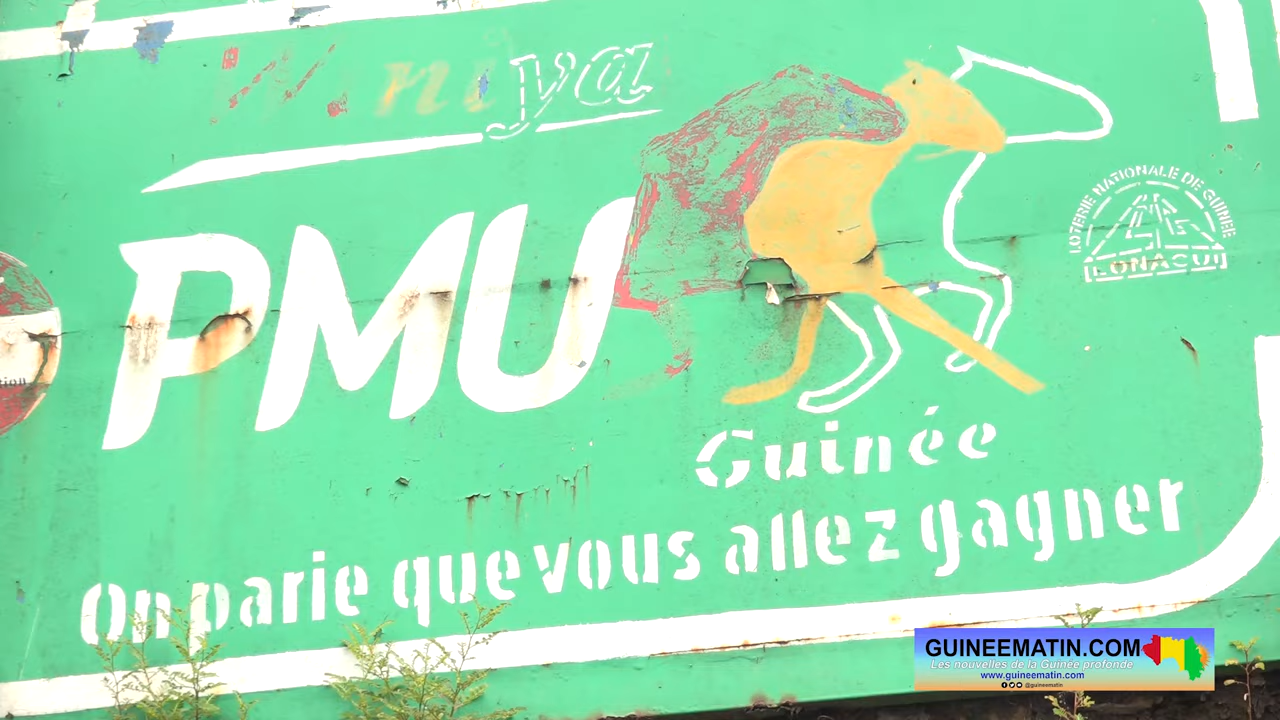 Winiya
PMU
Guinée
On parie que vous allez gagner
LOTERIE NATIONALE DE GUINEE
LONAGUI
GUINEEMATIN.COM
Les nouvelles de la Guinée profonde
www.guineematin.com
@guineematin